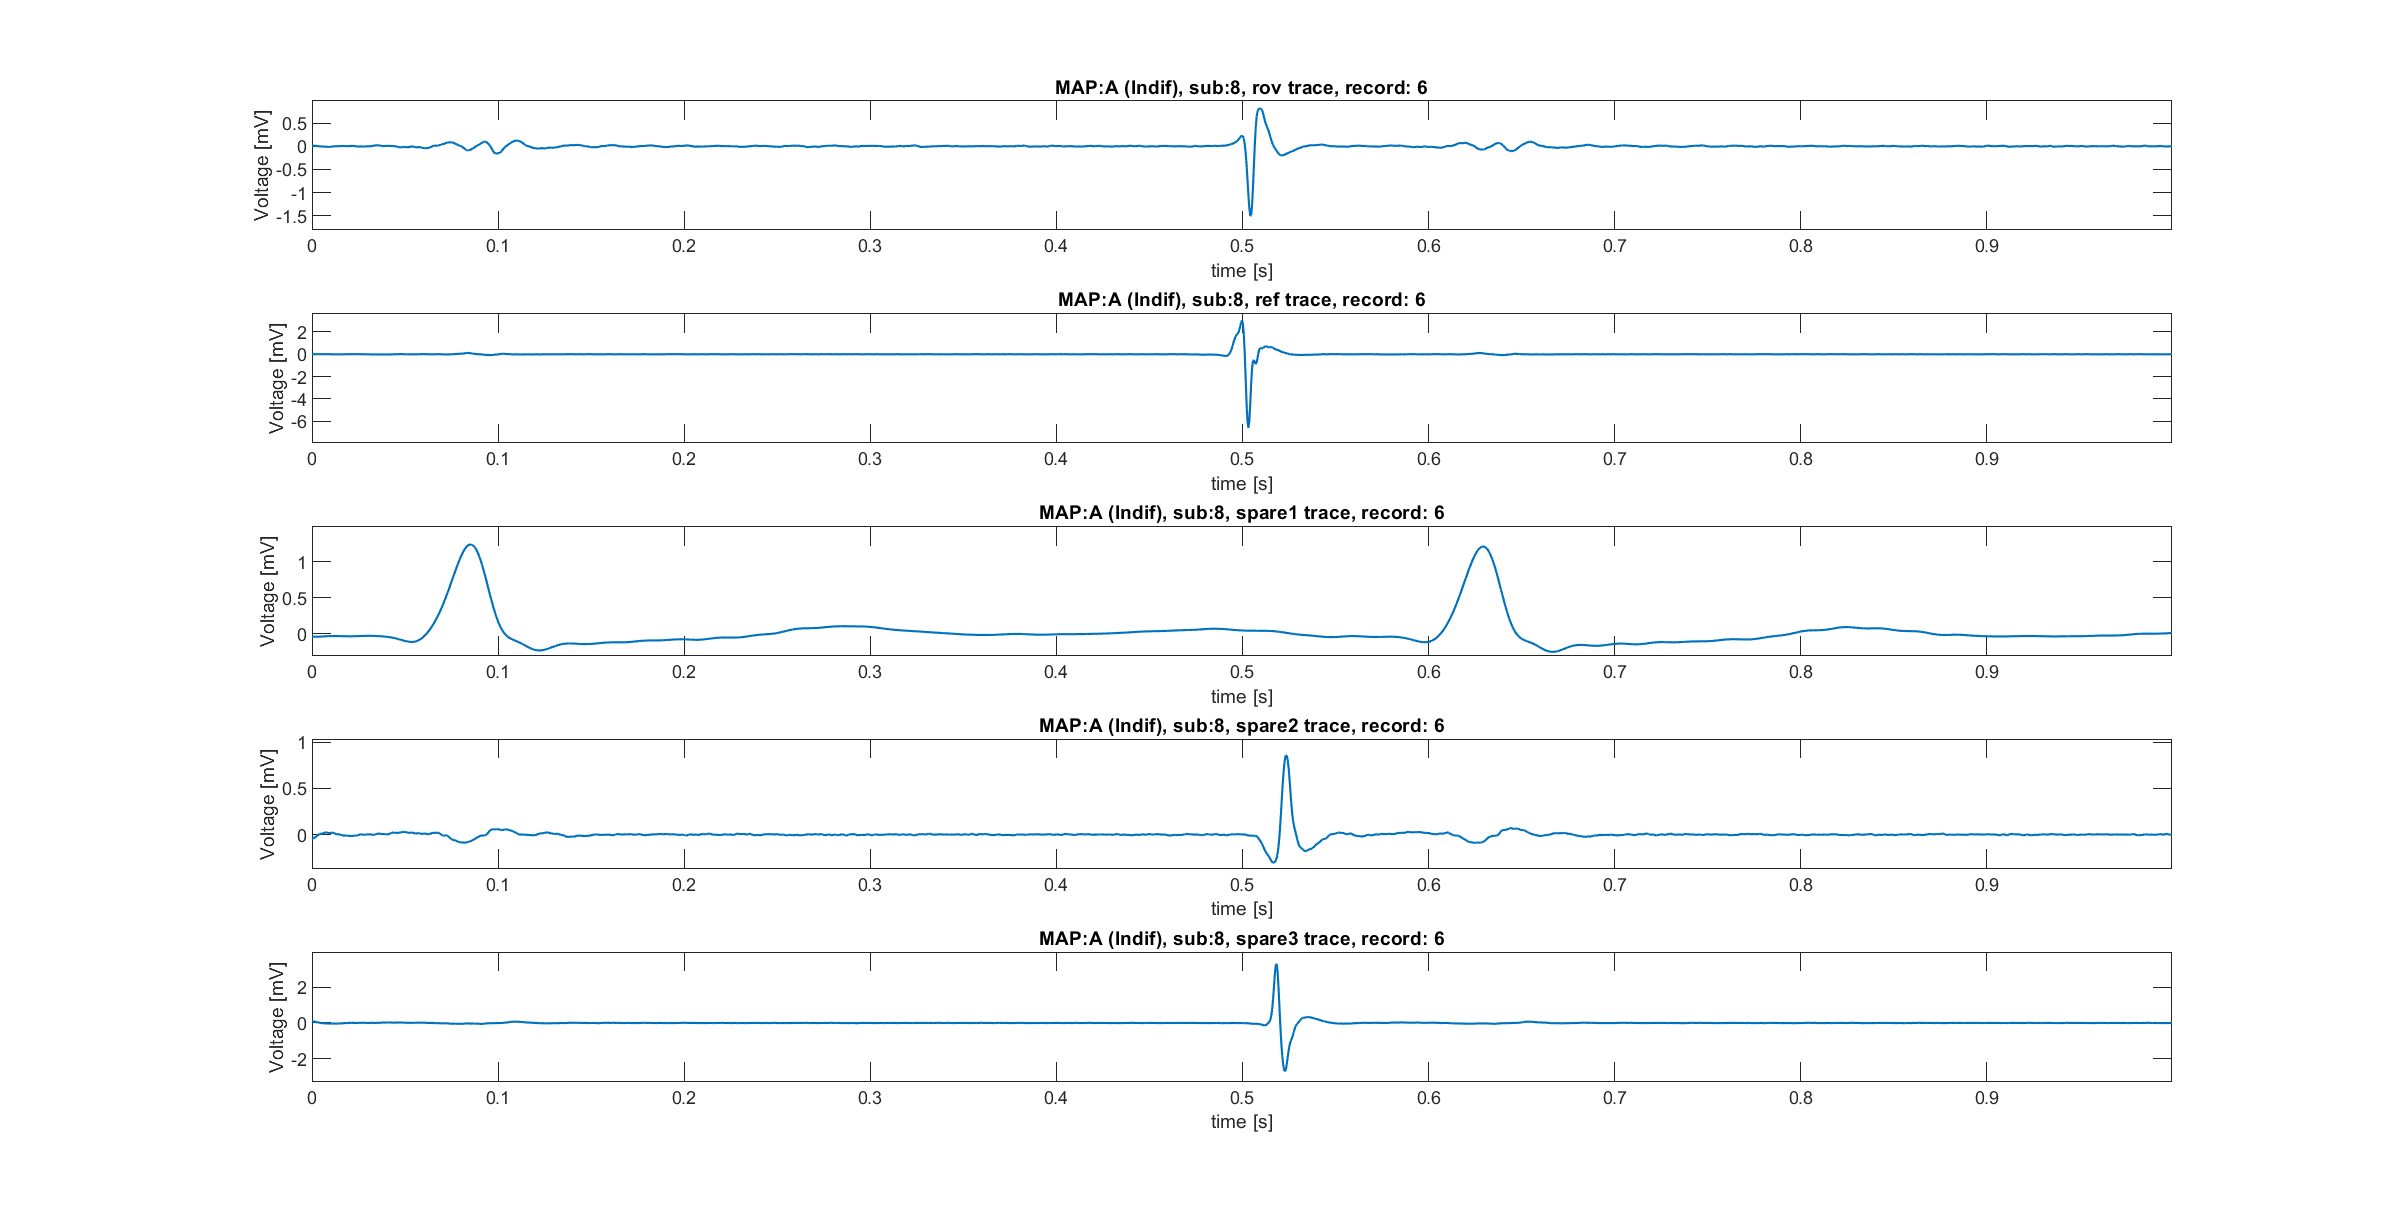 MAP:A (Indif), sub:8, rov trace, record: 6
Voltage [mV]
0.5
0
-0.5
-1
-1.5
0 0.1 0.2 0.3 0.4 0.5 0.6 0.7 0.8 0.9
time [s]
MAP:A (Indif), sub:8, ref trace, record: 6
Voltage [mV]
2
0
-2
-4
-6
0 0.1 0.2 0.3 0.4 0.5 0.6 0.7 0.8 0.9
time [s]
MAP:A (Indif), sub:8, spare1 trace, record: 6
Voltage [mV]
1
0.5
0
0 0.1 0.2 0.3 0.4 0.5 0.6 0.7 0.8 0.9
time [s]
MAP:A (Indif), sub:8, spare2 trace, record: 6
Voltage [mV]
1
0.5
0
0 0.1 0.2 0.3 0.4 0.5 0.6 0.7 0.8 0.9
time [s]
MAP:A (Indif), sub:8, spare3 trace, record: 6
Voltage [mV]
2
0
-2
0 0.1 0.2 0.3 0.4 0.5 0.6 0.7 0.8 0.9
time [s]